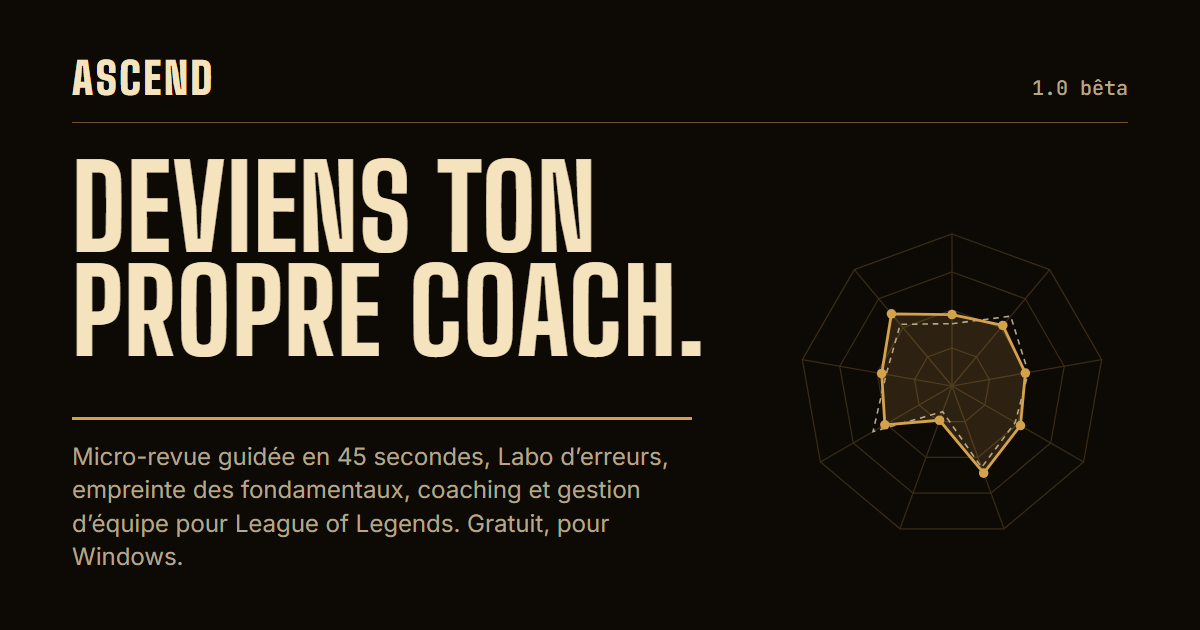 ASCEND
1.0 bêta
DEVIENS TON
PROPRE COACH.
Micro-revue guidée en 45 secondes, Labo d’erreurs,
empreinte des fondamentaux, coaching et gestion
d’équipe pour League of Legends. Gratuit, pour
Windows.